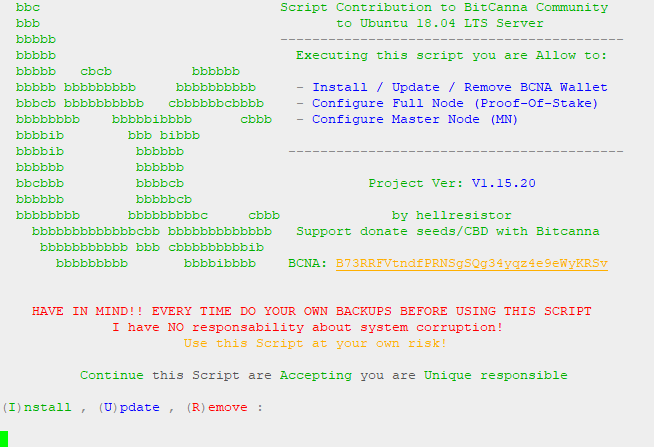 bbc Script Contribution to BitCanna Community
bbb to Ubuntu 18.04 LTS Server
bbbbb -------------------------------------------
bbbbb Executing this script you are Allow to:
bbbbb cbcb bbbbbb
bbbbb bbbbbbbbb bbbbbbbbbb - Install / Update / Remove BCNA Wallet
bbbcb bbbbbbbbbb cbbbbbbcbbbb - Configure Full Node (Proof-Of-Stake)
bbbbbbbb bbbbbibbbb cbbb - Configure Master Node (MN)
bbbbib bbb bibbb
bbbbib bbbbbb ------------------------------------------
bbbbbb bbbbbb
bbcbbb bbbbcb Project Ver: V1.15.20
bbbbbb bbbbbcb
bbbbbbbb bbbbbbbbbc cbbb by hellresistor
bbbbbbbbbbbbbcbb bbbbbbbbbbbbb Support donate seeds/CBD with Bitcanna
bbbbbbbbbbb bbb cbbbbbbbbbib
bbbbbbbbb bbbbibbbb BCNA: B73RRFVtndfPRNSgSQg34yqz4e9eWyKRSv
HAVE IN MIND!! EVERY TIME DO YOUR OWN BACKUPS BEFORE USING THIS SCRIPT
I have NO responsability about system corruption!
Use this Script at your own risk!
Continue this Script are Accepting you are Unique responsible
(I)nstall , (U)pdate , (R)emove :